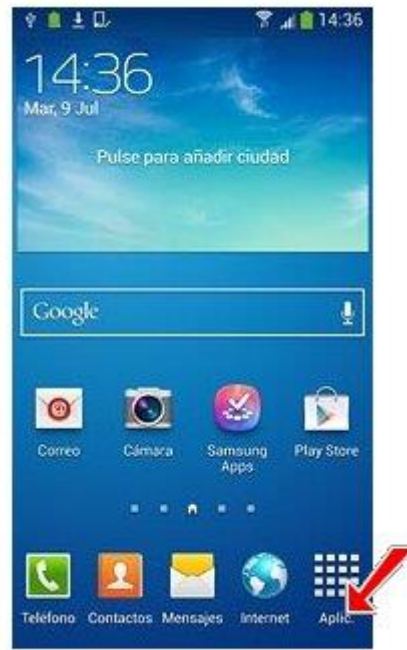 14:36
14:36
Mar, 9 Jul
Pulse para añadir ciudad
Google
Correo
Cámara
Samsung Apps
Play Store
Teléfono
Contactos
Mensajes
Internet
Aplic.